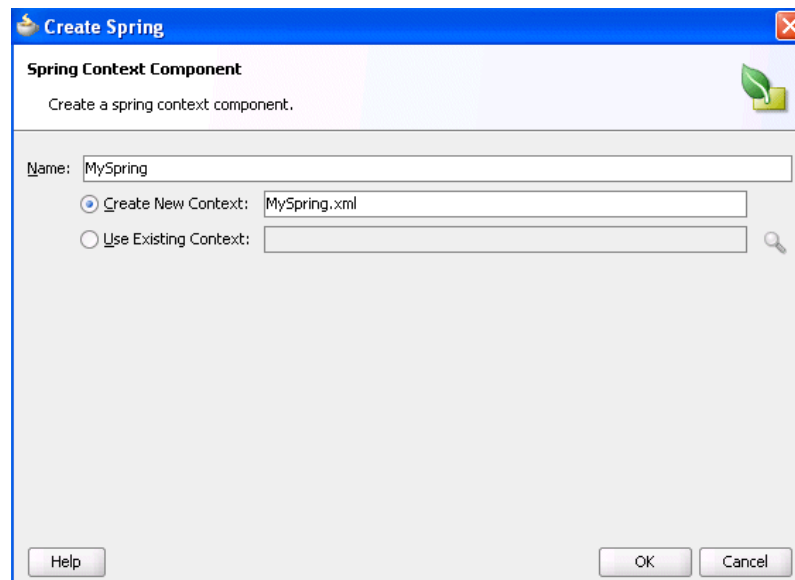 Create Spring
Spring Context Component
Create a spring context component.
Name: MySpring
Create New Context: MySpring.xml
Use Existing Context:
Help OK Cancel